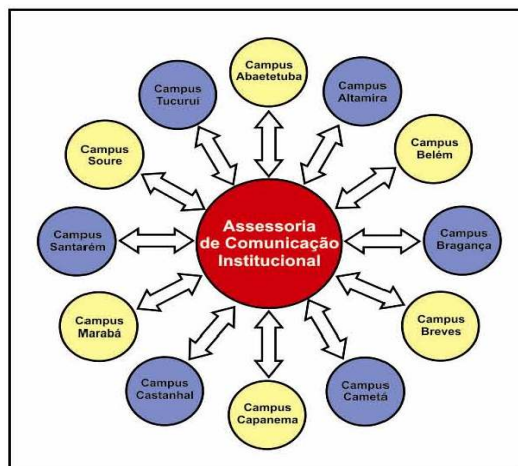 Campus
Abaetetuba
Campus
Altamira
Campus
Belém
Campus
Bragança
Campus
Breves
Campus
Cametá
Campus
Capanema
Campus
Castanhal
Campus
Marabá
Campus
Santarém
Campus
Soure
Campus
Tucuruí
Assessoria
de Comunicação
Institucional